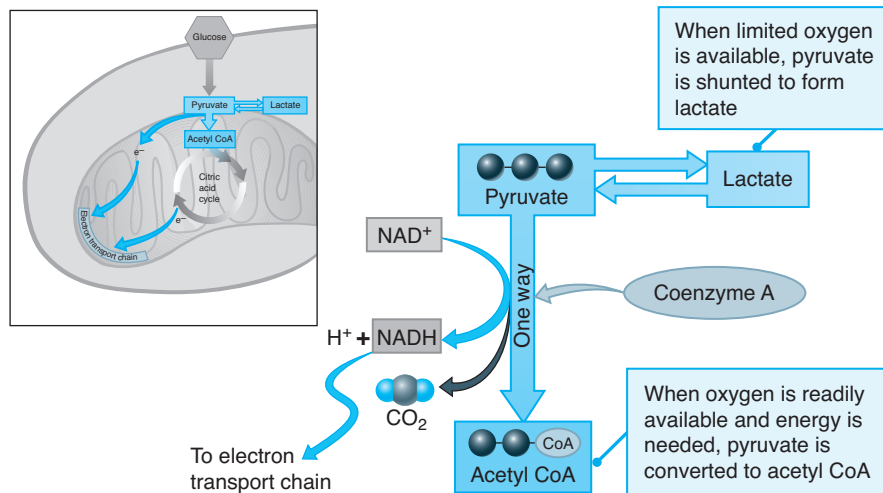 Glucose
Pyruvate
Lactate
Acetyl CoA
e–
Citric
acid
cycle
e–
Electron transport chain
When limited oxygen
is available, pyruvate
is shunted to form
lactate
Pyruvate
Lactate
NAD+
One way
Coenzyme A
H+ + NADH
CO2
To electron
transport chain
CoA
Acetyl CoA
When oxygen is readily
available and energy is
needed, pyruvate is
converted to acetyl CoA